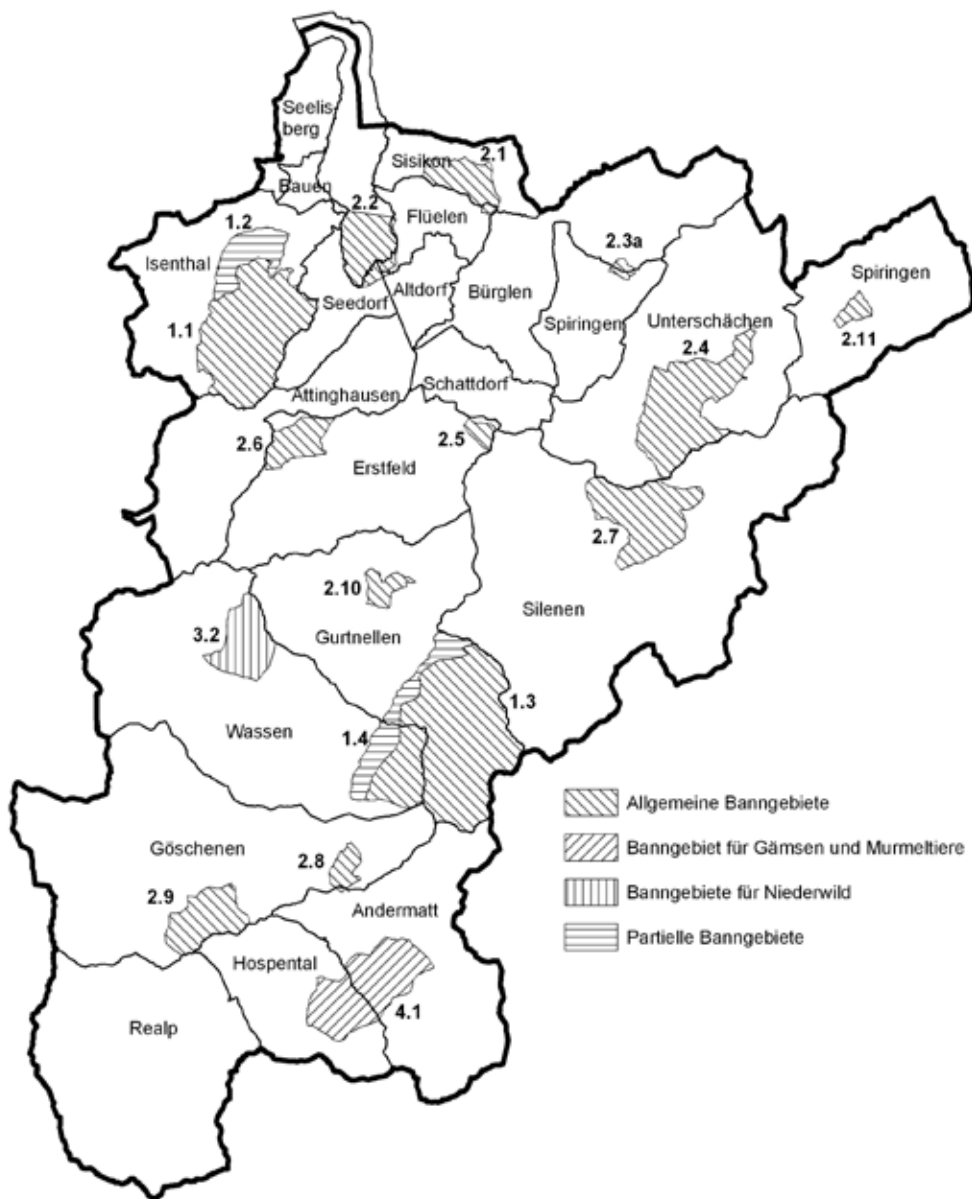 Seelis
berg
Sisikon
2.1
Bauen
2.2
1.2
Flüelen
2.3a
Isenthal
Spiringen
Altdorf
Bürglen
Seedorf
Spiringen
Unterschächen
1.1
2.11
2.4
Schattdorf
Attinghausen
2.6
2.5
Erstfeld
2.7
2.10
Silenen
3.2
Gurtnellen
1.3
Wassen
1.4
Allgemeine Banngebiete
Göschenen
2.8
Banngebiet für Gämsen und Murmeltiere
2.9
Andermatt
Banngebiete für Niederwild
Hospental
Partielle Banngebiete
4.1
Realp